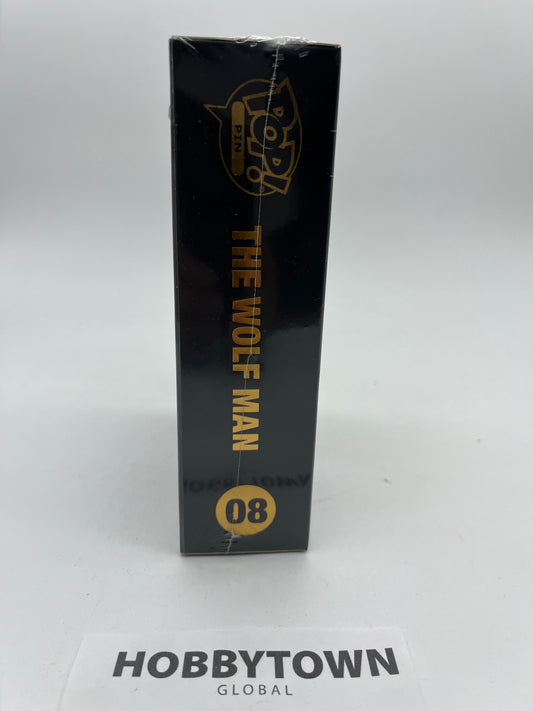 POP!
PIN
THE WOLF MAN
08
HOBBYTOWN
GLOBAL